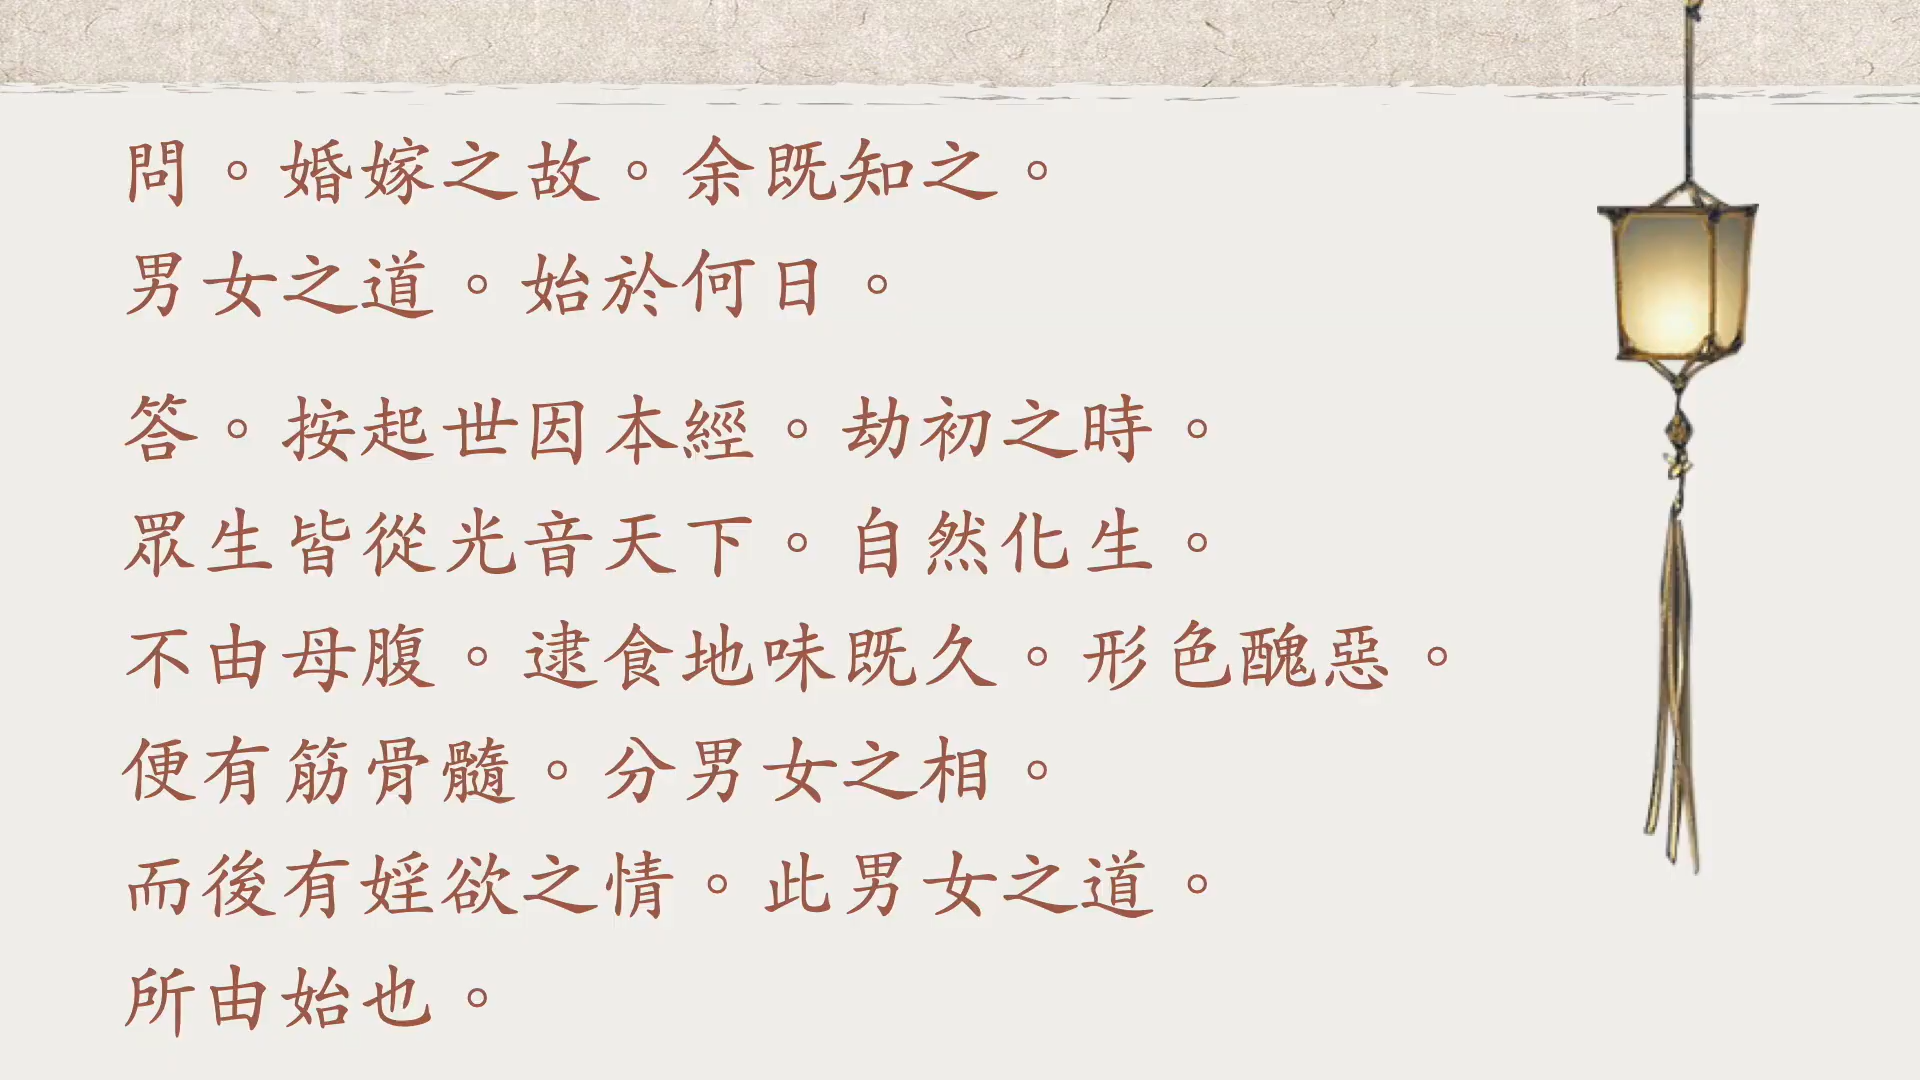 問。婚嫁之故。余既知之。
男女之道。始於何日。
答。按起世因本經。劫初之時。
眾生皆從光音天下。自然化生。
不由母腹。逮食地味既久。形色醜惡。
便有筋骨髓。分男女之相。
而後有婬欲之情。此男女之道。
所由始也。